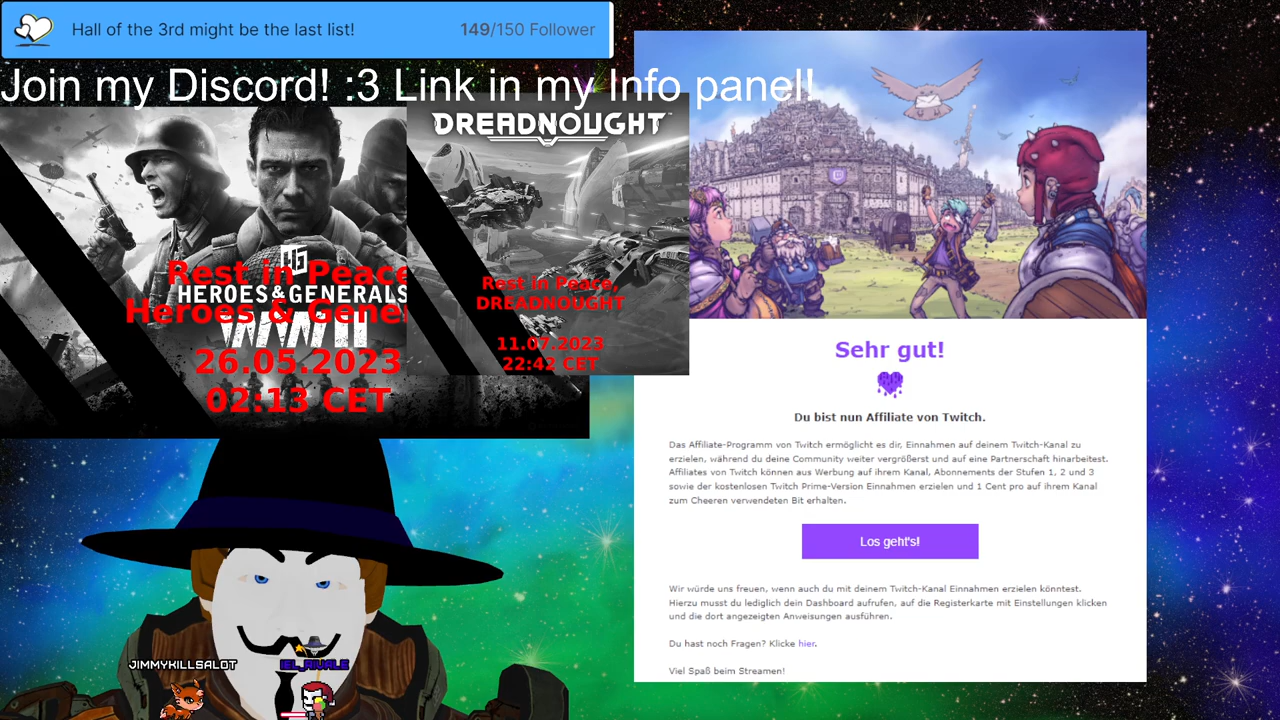 Hall of the 3rd might be the last list!
149/150 Follower
Join my Discord! :3 Link in my Info panel!
DREADNOUGHT
Rest in Peace
HEROES & GENERALS
Heroes & Gene
WWII
26.05.2023
02:13 CET
Rest in Peace,
DREADNOUGHT
11.07.2023
22:42 CET
Sehr gut!
Du bist nun Affiliate von Twitch.
Das Affiliate-Programm von Twitch ermöglicht es dir, Einnahmen auf deinem Twitch-Kanal zu
erzielen, während du deine Community weiter vergrößerst und auf eine Partnerschaft hinarbeitest.
Affiliates von Twitch können aus Werbung auf ihrem Kanal, Abonnements der Stufen 1, 2 und 3
sowie der kostenlosen Twitch Prime-Version Einnahmen erzielen und 1 Cent pro auf ihrem Kanal
zum Cheeren verwendeten Bit erhalten.
Los geht's!
Wir würde uns freuen, wenn auch du mit deinem Twitch-Kanal Einnahmen erzielen könntest.
Hierzu musst du lediglich dein Dashboard aufrufen, auf die Registerkarte mit Einstellungen klicken
und die dort angezeigten Anweisungen ausführen.
Du hast noch Fragen? Klicke hier.
Viel Spaß beim Streamen!
JIMMYKILLSALOT